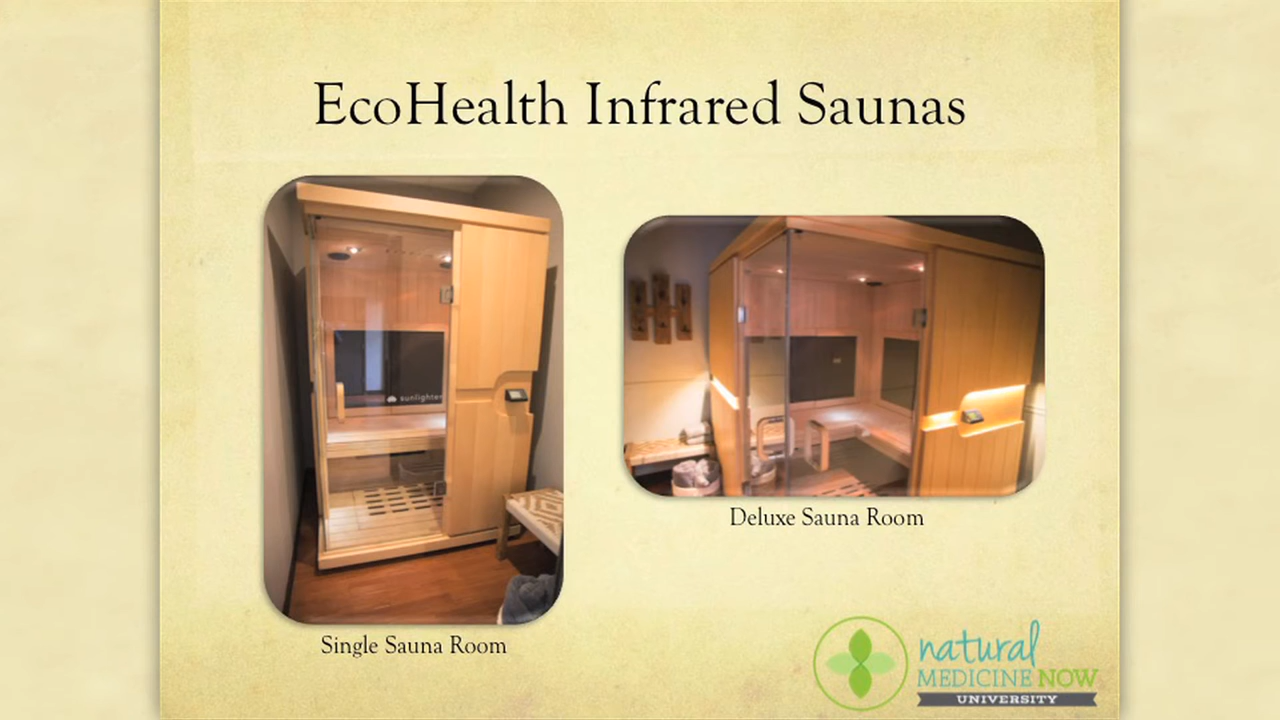 EcoHealth Infrared Saunas
sunlighten
Single Sauna Room
Deluxe Sauna Room
natural
MEDICINE NOW
UNIVERSITY